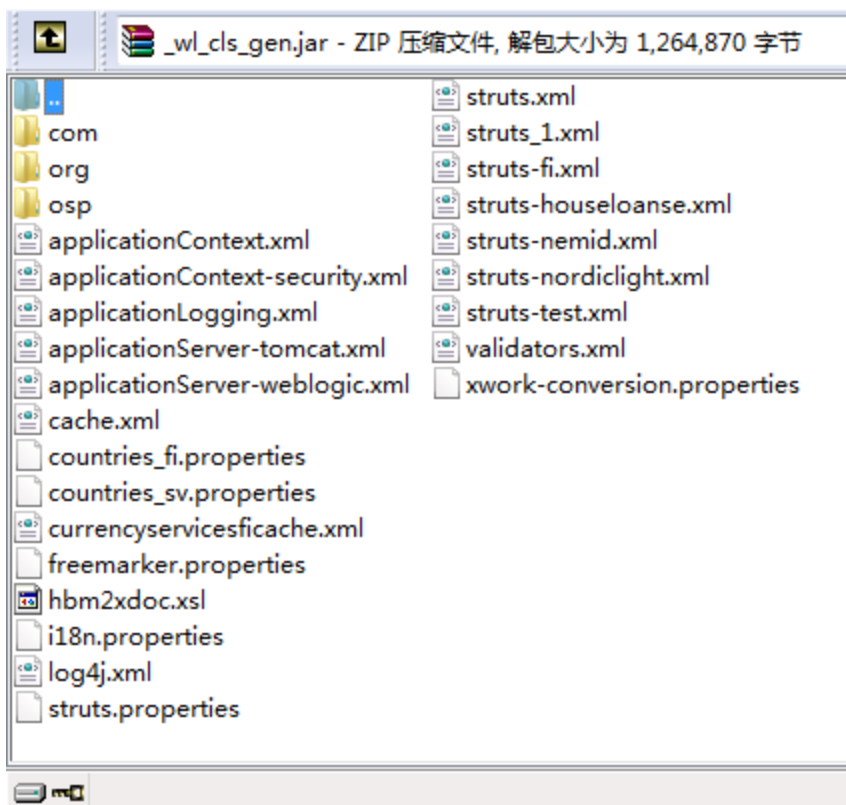 _wl_cls_gen.jar - ZIP 压缩文件, 解包大小为 1,264,870 字节
..
com
org
osp
applicationContext.xml
applicationContext-security.xml
applicationLogging.xml
applicationServer-tomcat.xml
applicationServer-weblogic.xml
cache.xml
countries_fi.properties
countries_sv.properties
currencyservicesficache.xml
freemarker.properties
hbm2xdoc.xsl
i18n.properties
log4j.xml
struts.properties
struts.xml
struts_1.xml
struts-fi.xml
struts-houseloanse.xml
struts-nemid.xml
struts-nordiclight.xml
struts-test.xml
validators.xml
xwork-conversion.properties